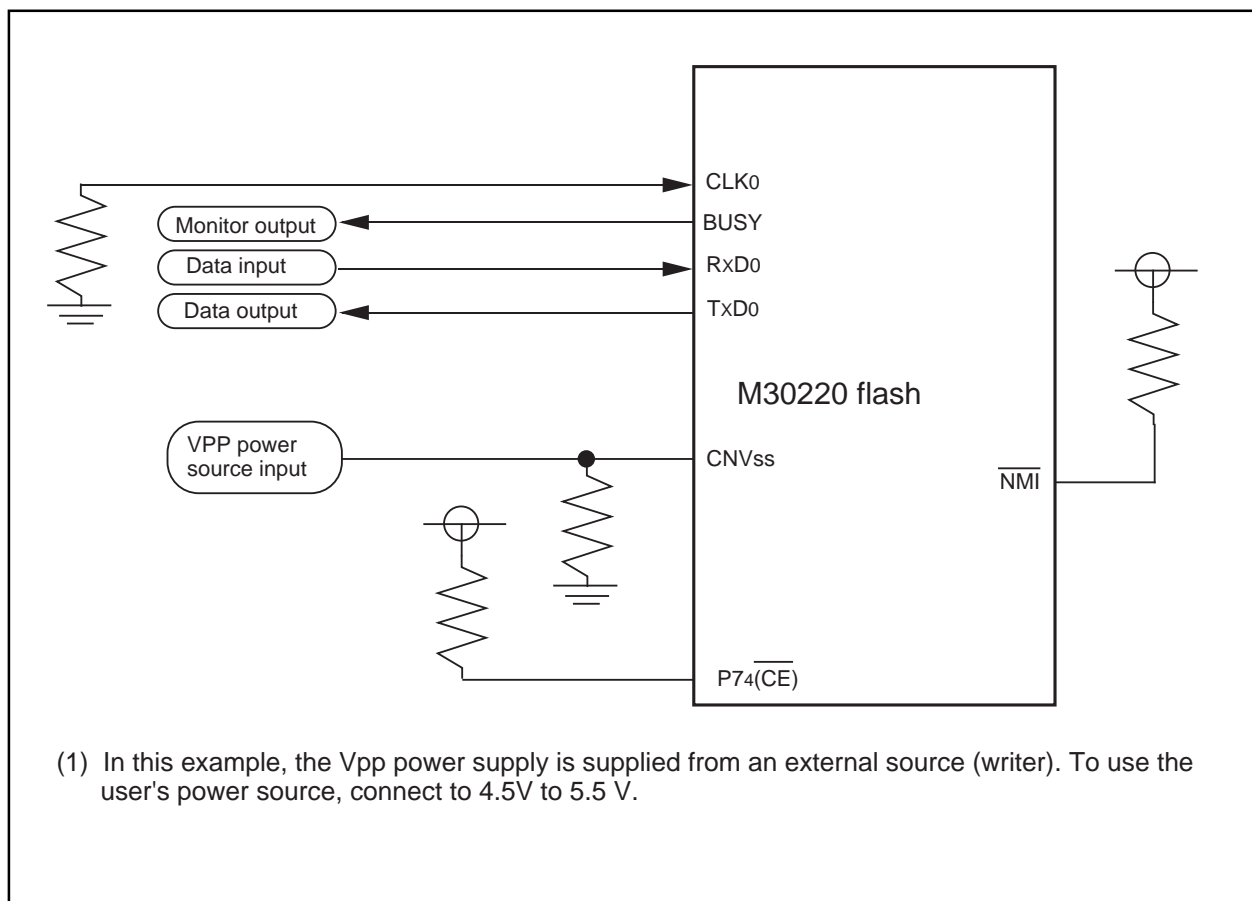 CLK0
Monitor output
BUSY
Data input
RxD0
Data output
TxD0
M30220 flash
VPP power
source input
CNVss
NMI
P74(CE)
(1) In this example, the Vpp power supply is supplied from an external source (writer). To use the
user's power source, connect to 4.5V to 5.5 V.